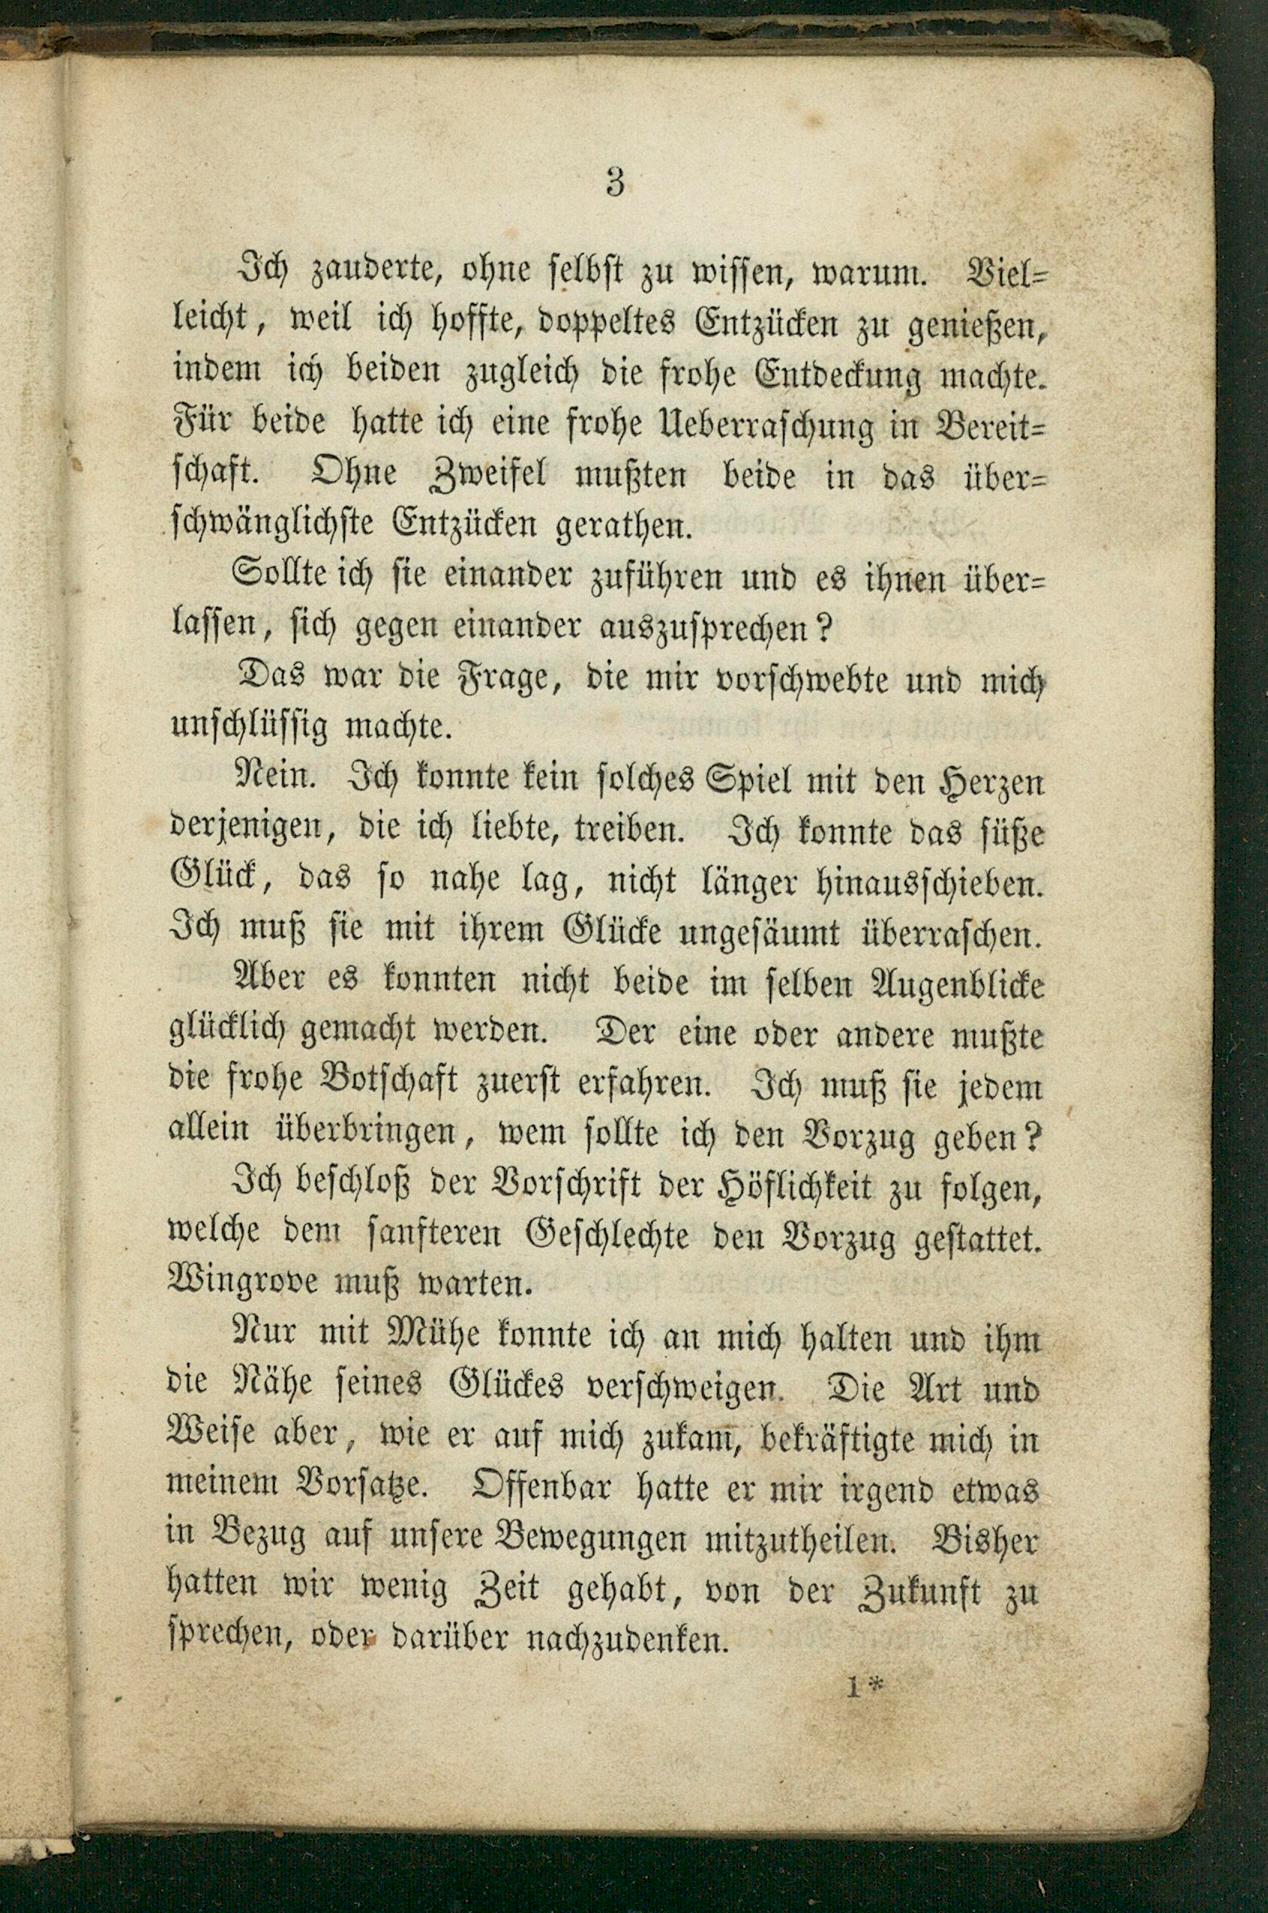 3
Ich zauderte, ohne selbst zu wissen, warum. Viel=
leicht, weil ich hoffte, doppeltes Entzücken zu genießen,
indem ich beiden zugleich die frohe Entdeckung machte.
Für beide hatte ich eine frohe Ueberraschung in Bereit=
schaft. Ohne Zweifel mußten beide in das über=
schwänglichste Entzücken gerathen.
Sollte ich sie einander zuführen und es ihnen über=
lassen, sich gegen einander auszusprechen?
Das war die Frage, die mir vorschwebte und mich
unschlüssig machte.
Nein. Ich konnte kein solches Spiel mit den Herzen
derjenigen, die ich liebte, treiben. Ich konnte das süße
Glück, das so nahe lag, nicht länger hinausschieben.
Ich muß sie mit ihrem Glücke ungesäumt überraschen.
Aber es konnten nicht beide im selben Augenblicke
glücklich gemacht werden. Der eine oder andere mußte
die frohe Botschaft zuerst erfahren. Ich muß sie jedem
allein überbringen, wem sollte ich den Vorzug geben?
Ich beschloß der Vorschrift der Höflichkeit zu folgen,
welche dem sanfteren Geschlechte den Vorzug gestattet.
Wingrove muß warten.
Nur mit Mühe konnte ich an mich halten und ihm
die Nähe seines Glückes verschweigen. Die Art und
Weise aber, wie er auf mich zukam, bekräftigte mich in
meinem Vorsatze. Offenbar hatte er mir irgend etwas
in Bezug auf unsere Bewegungen mitzutheilen. Bisher
hatten wir wenig Zeit gehabt, von der Zukunft zu
sprechen, oder darüber nachzudenken.
1*